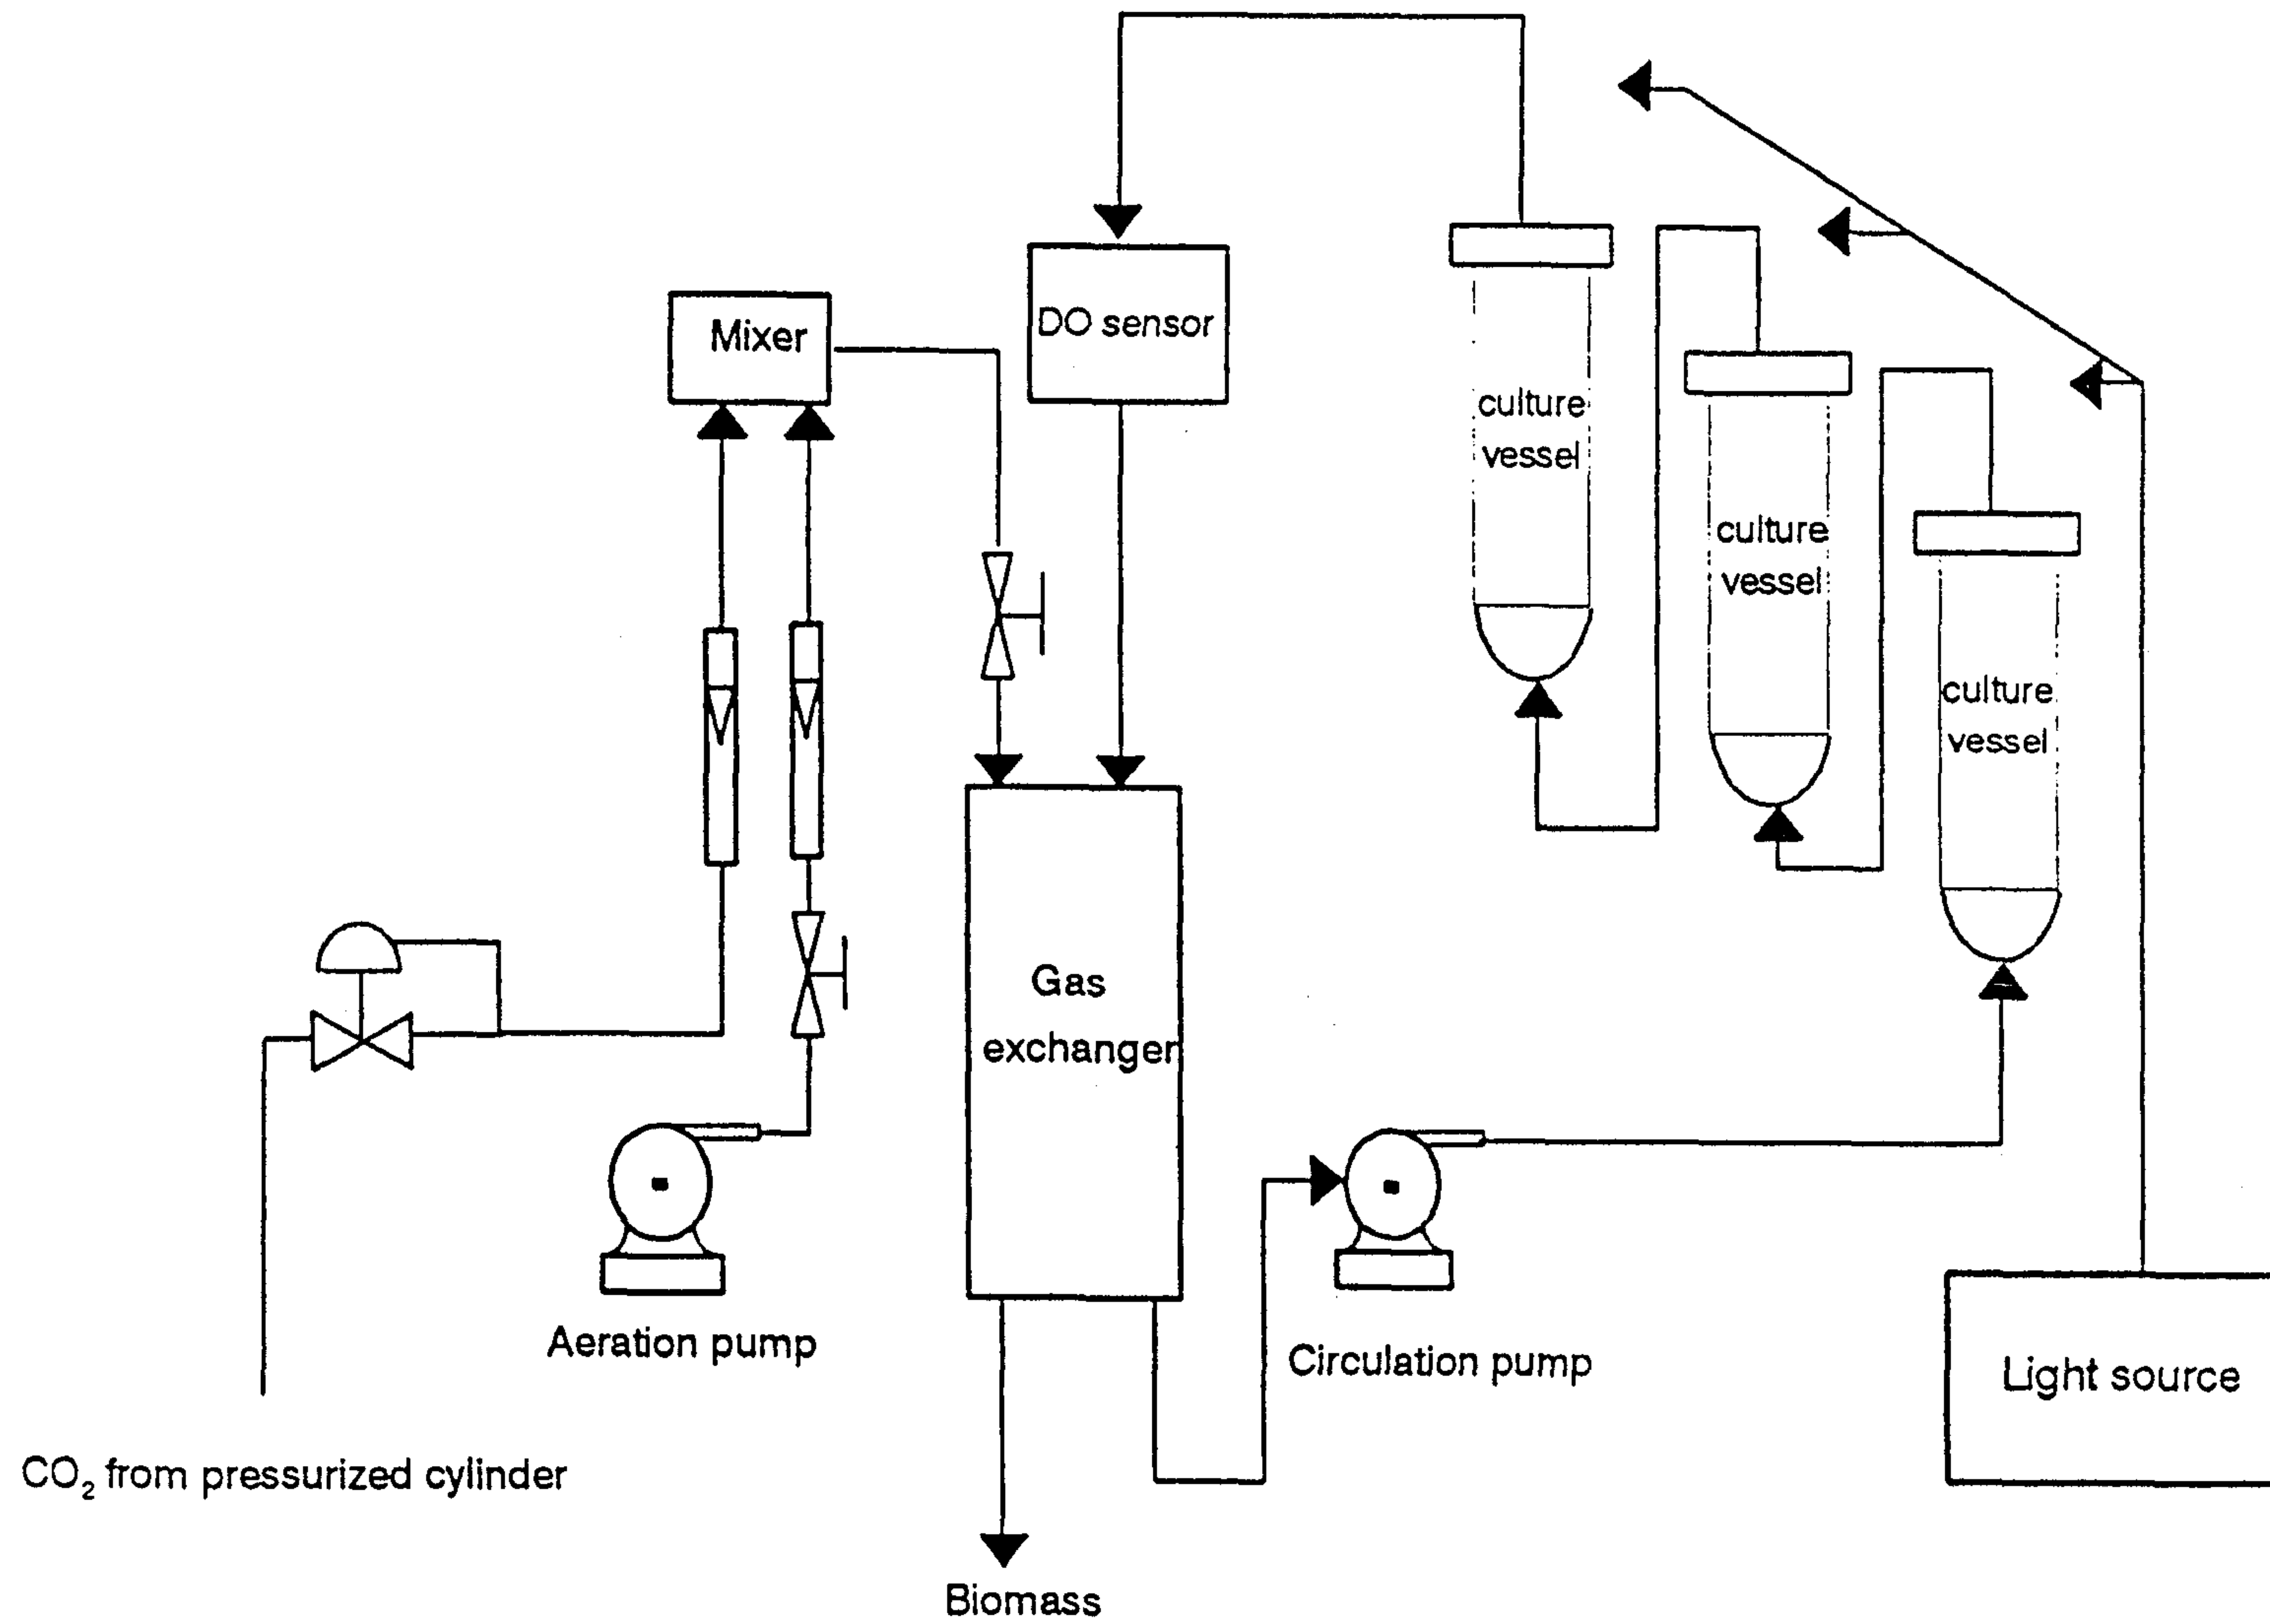 Mixer
DO sensor
culture
vessel
culture
vessel
culture
vessel
Gas
exchanger
Aeration pump
Circulation pump
Light source
CO₂ from pressurized cylinder
Biomass